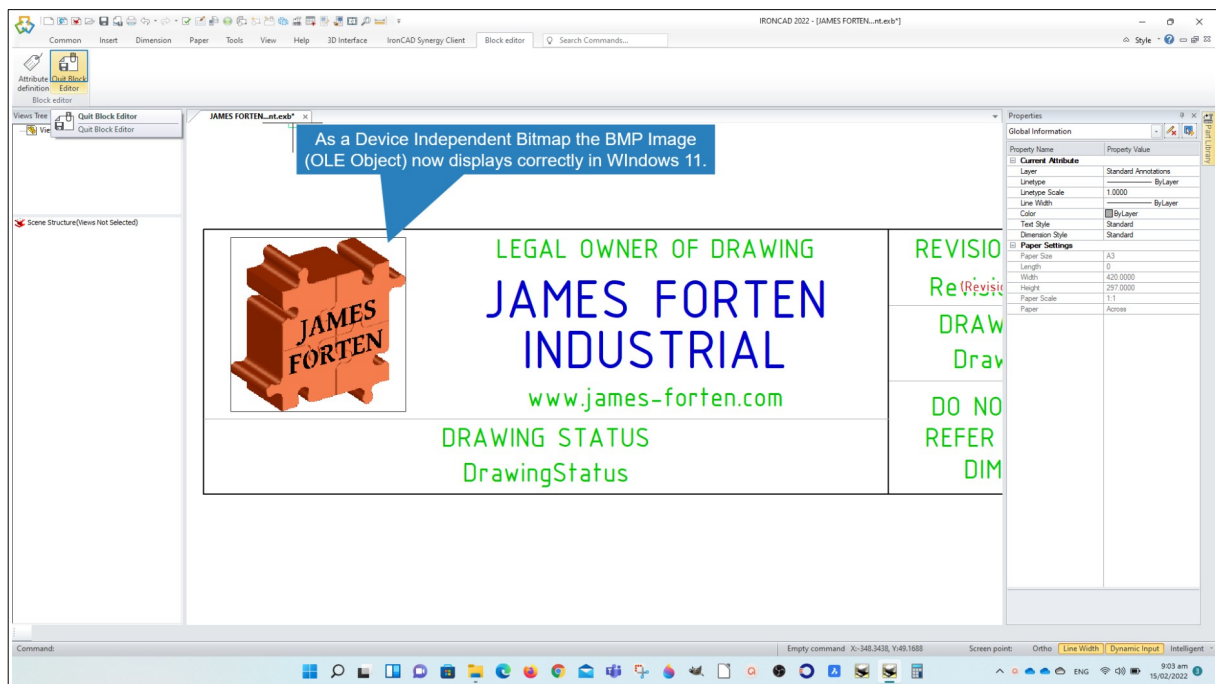 IRONCAD 2022 - [JAMES FORTEN...nt.exb*]
Common Insert Dimension Paper Tools View Help 3D Interface IronCAD Synergy Client Block editor Search Commands... Style
Attribute definition
Quit Block Editor
Block editor
Quit Block Editor
Quit Block Editor
Views Tree
Vie
Scene Structure(Views Not Selected)
JAMES FORTEN...nt.exb*
As a Device Independent Bitmap the BMP Image
(OLE Object) now displays correctly in WIndows 11.
JAMES
FORTEN
LEGAL OWNER OF DRAWING
JAMES FORTEN
INDUSTRIAL
www.james-forten.com
DRAWING STATUS
DrawingStatus
REVISIO
Revisio
(Revisio
DRAW
Draw
DO NO
REFER
DIM
Properties
Global Information
Property Name Property Value
Current Attribute
Layer Standard Annotations
Linetype ByLayer
Linetype Scale 1.0000
Line Width ByLayer
Color ByLayer
Text Style Standard
Dimension Style Standard
Paper Settings
Paper Size A3
Length 0
Width 420.0000
Height 297.0000
Paper Scale 1:1
Paper Across
Part Library
Command:
Empty command X:-348.3438, Y:49.1688 Screen point: Ortho Line Width Dynamic Input Intelligent
ENG
9:03 am
15/02/2022